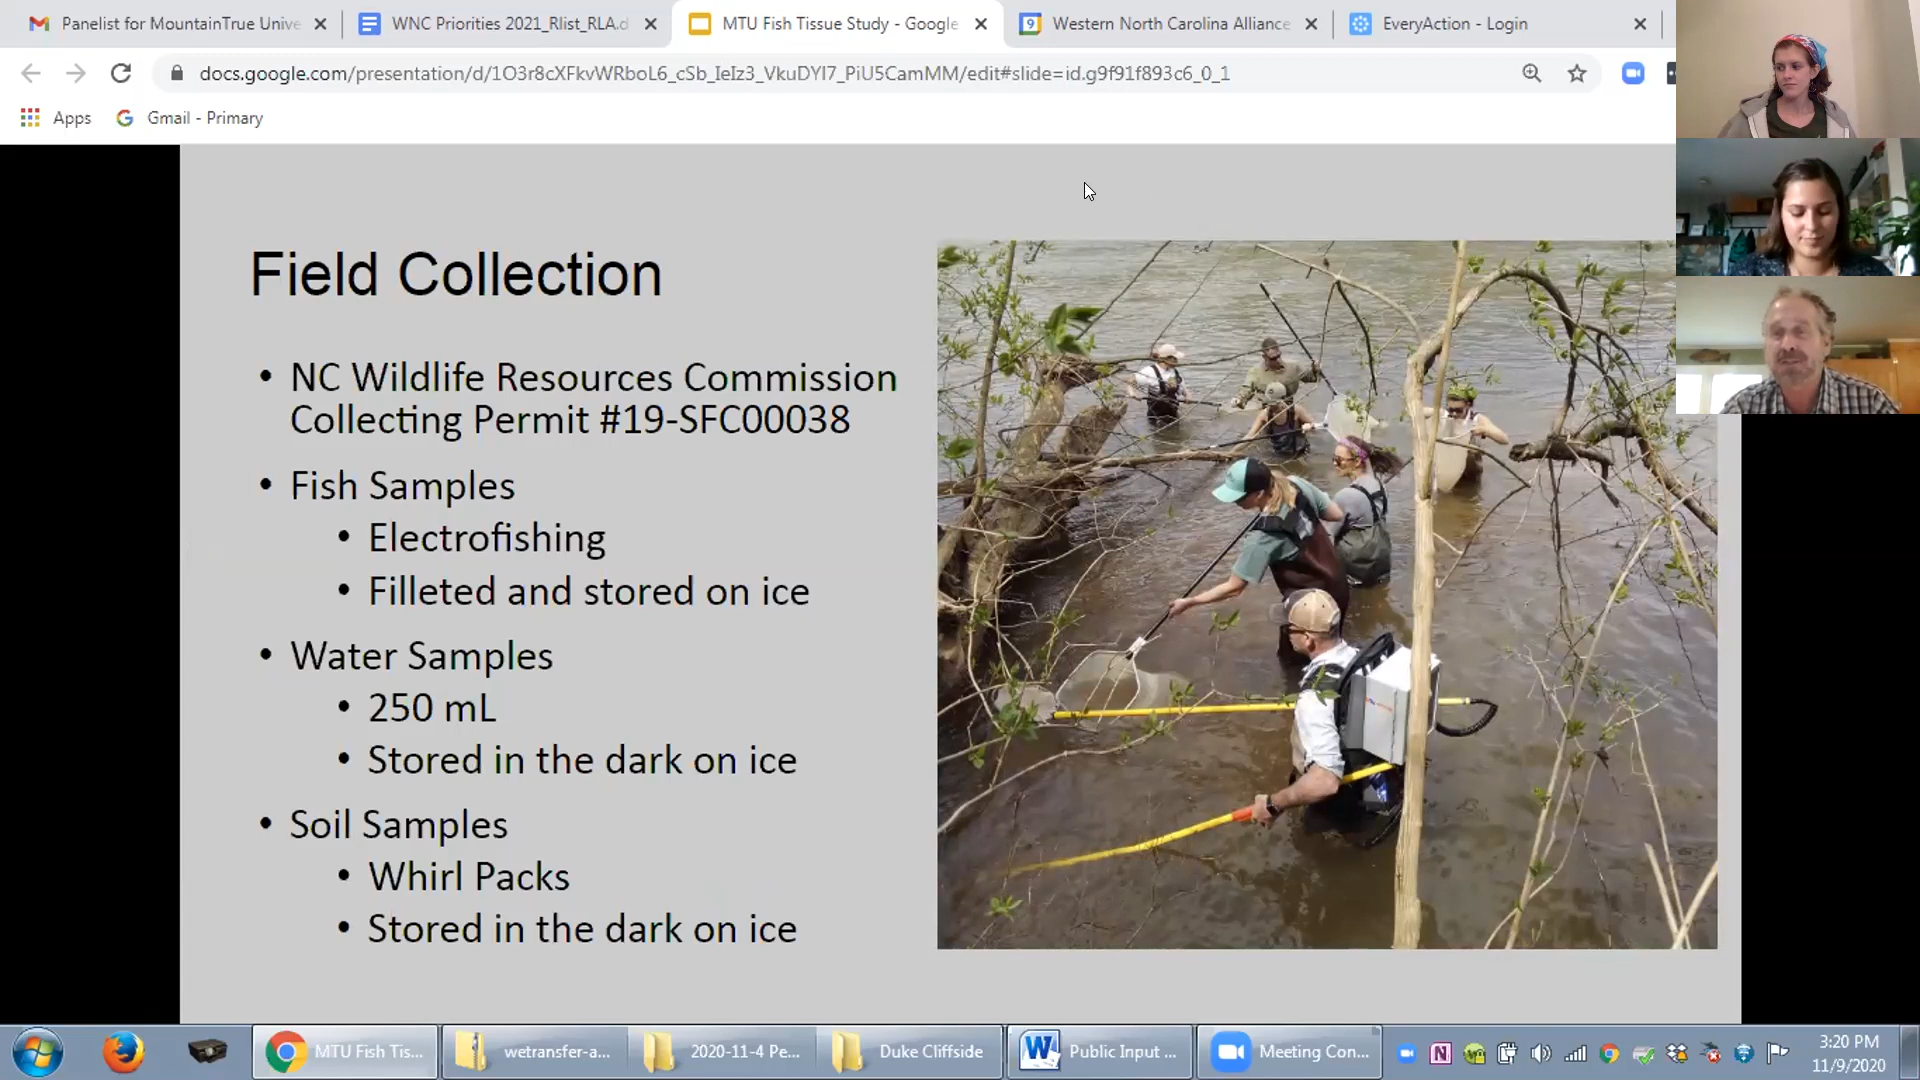 Panelist for MountainTrue Unive
WNC Priorities 2021_Rlist_RLA.d
MTU Fish Tissue Study - Google
9
Western North Carolina Alliance
EveryAction - Login
docs.google.com/presentation/d/1O3r8cXFkvWRboL6_cSb_IeIz3_VkuDYI7_PiU5CamMM/edit#slide=id.g9f91f893c6_0_1
Apps
Gmail - Primary
Field Collection
• NC Wildlife Resources Commission
Collecting Permit #19-SFC00038
• Fish Samples
• Electrofishing
• Filleted and stored on ice
• Water Samples
• 250 mL
• Stored in the dark on ice
• Soil Samples
• Whirl Packs
• Stored in the dark on ice
MTU Fish Tis...
wetransfer-a...
2020-11-4 Pe...
Duke Cliffside
Public Input ...
Meeting Con...
3:20 PM
11/9/2020